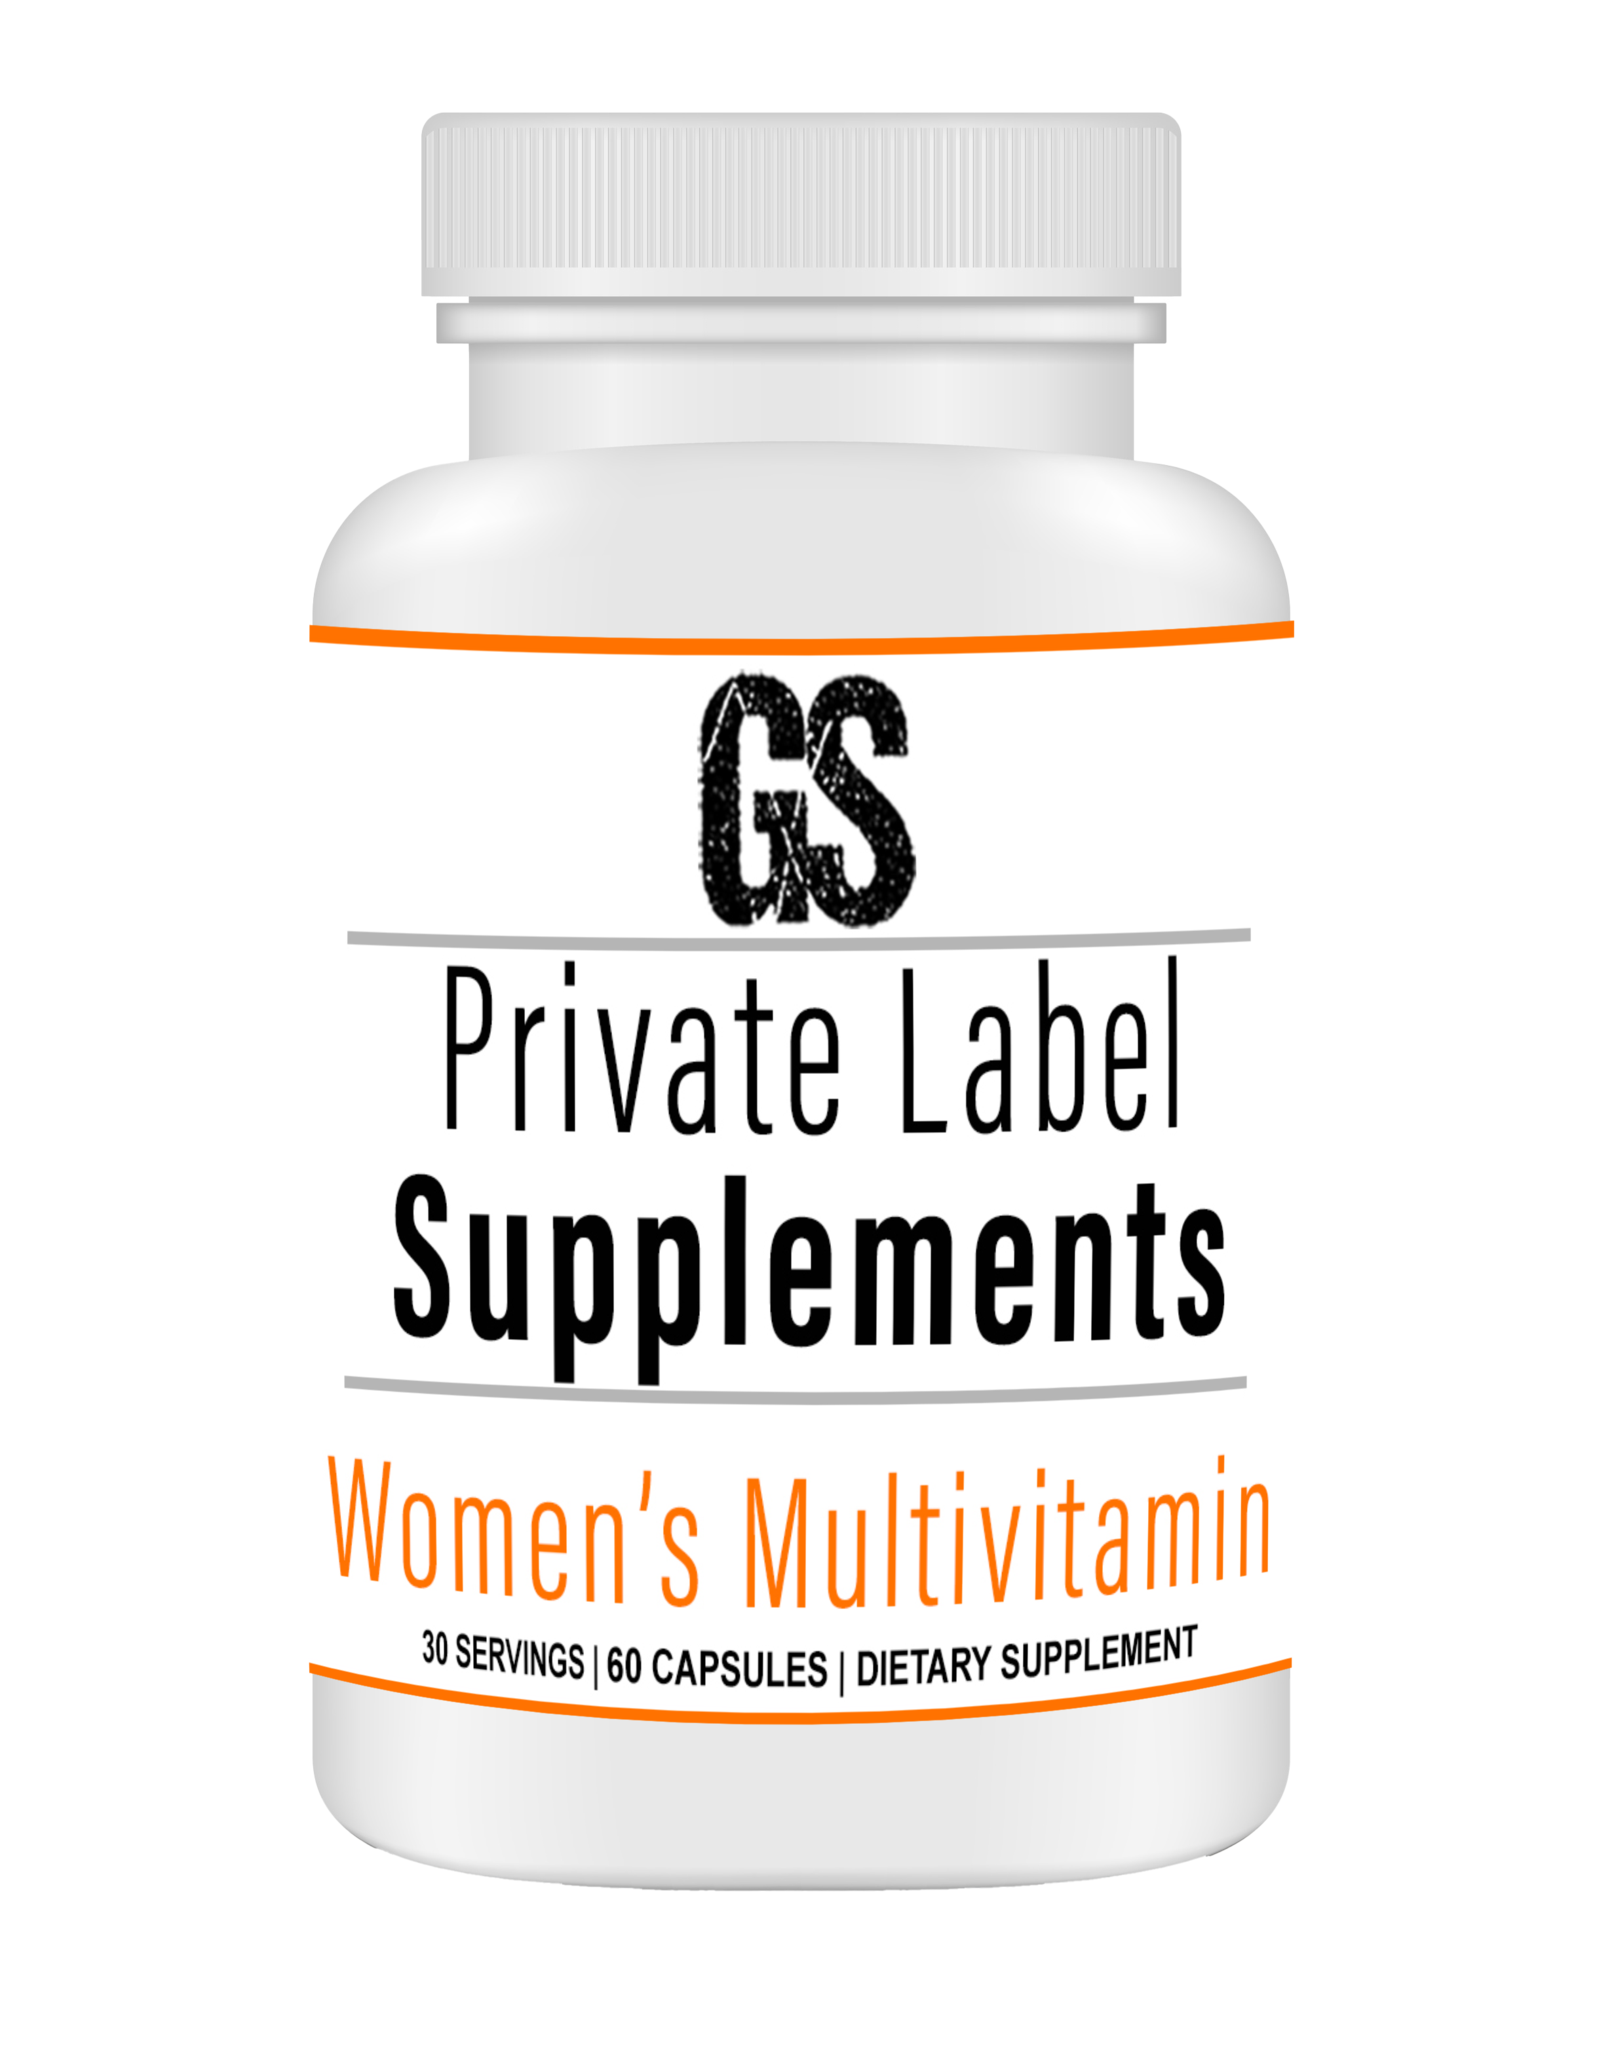 GS
Private Label
Supplements
Women's Multivitamin
30 SERVINGS | 60 CAPSULES | DIETARY SUPPLEMENT